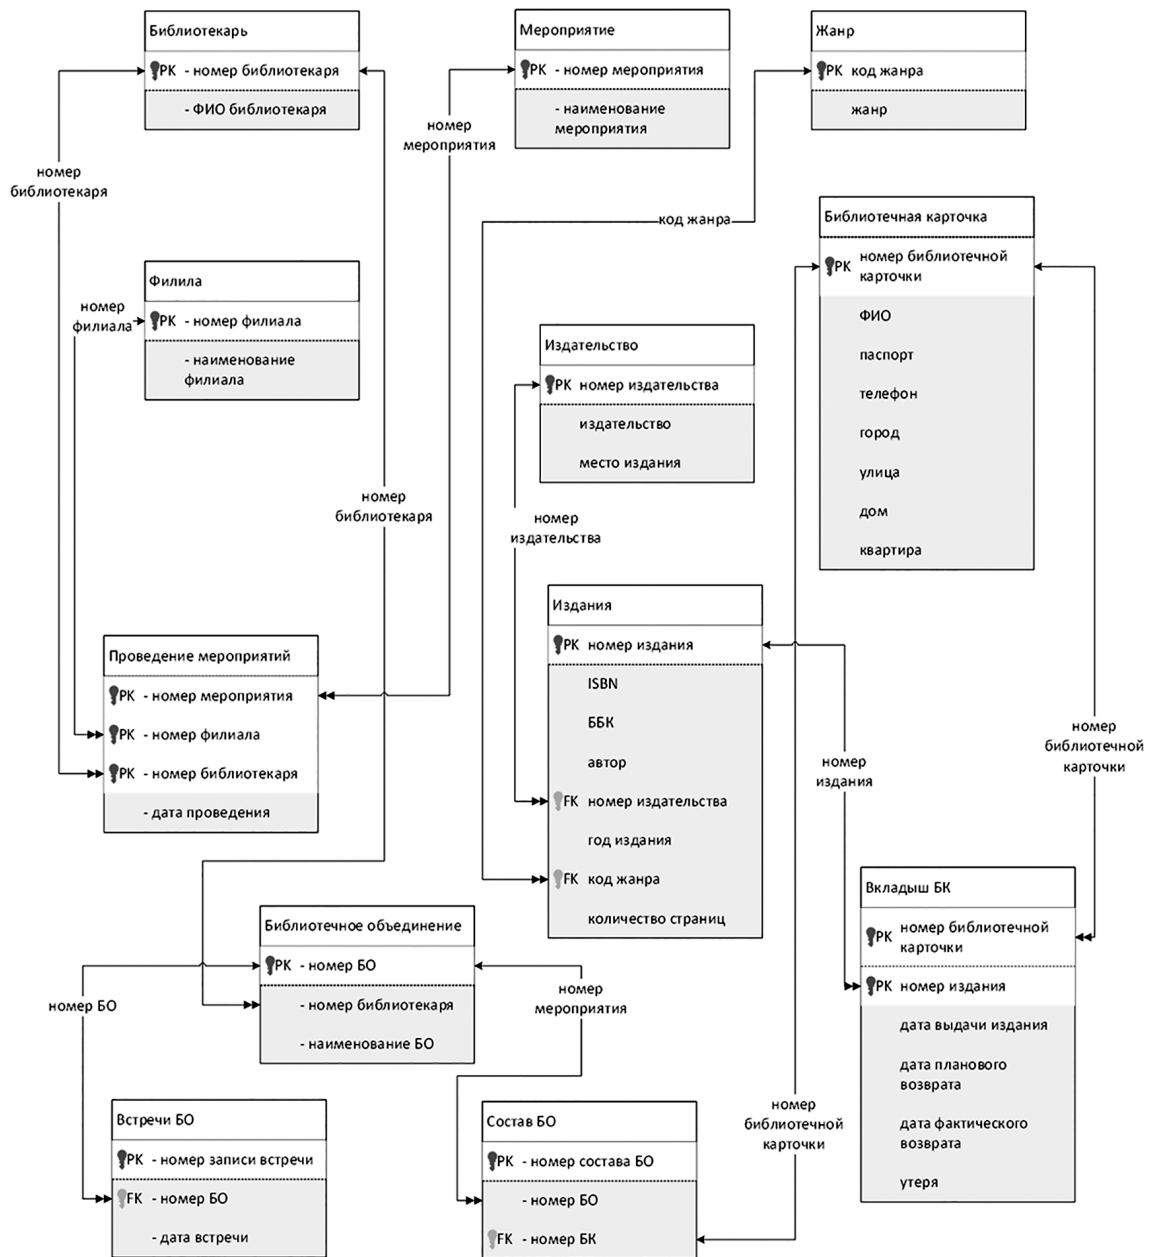 Библиотекарь
PK - номер библиотекаря
- ФИО библиотекаря
Мероприятие
PK - номер мероприятия
- наименование
мероприятия
Жанр
PK код жанра
жанр
номер
мероприятия
номер
библиотекаря
код жанра
Библиотечная карточка
PK номер библиотечной
карточки
ФИО
паспорт
телефон
город
улица
дом
квартира
Филила
PK - номер филиала
- наименование
филиала
номер
филиала
Издательство
PK номер издательства
издательство
место издания
номер
библиотекаря
номер
издательства
Издания
PK номер издания
ISBN
ББК
автор
FK номер издательства
год издания
FK код жанра
количество страниц
Проведение мероприятий
PK - номер мероприятия
PK - номер филиала
PK - номер библиотекаря
- дата проведения
номер
издания
номер
библиотечной
карточки
Вкладыш БК
PK номер библиотечной
карточки
PK номер издания
дата выдачи издания
дата планового
возврата
дата фактического
возврата
утеря
Библиотечное объединение
PK - номер БО
- номер библиотекаря
- наименование БО
номер БО
номер
мероприятия
Встречи БО
PK - номер записи встречи
FK - номер БО
- дата встречи
Состав БО
PK - номер состава БО
- номер БО
FK - номер БК
номер
библиотечной
карточки